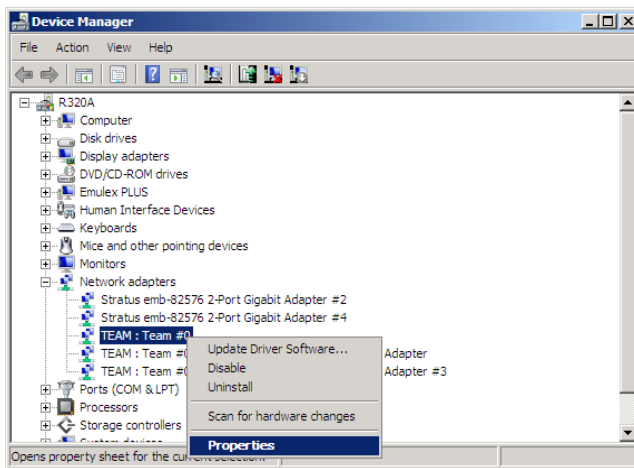 Device Manager
File Action View Help
R320A
Computer
Disk drives
Display adapters
DVD/CD-ROM drives
Emulex PLUS
Human Interface Devices
Keyboards
Mice and other pointing devices
Monitors
Network adapters
Stratus emb-82576 2-Port Gigabit Adapter #2
Stratus emb-82576 2-Port Gigabit Adapter #4
TEAM : Team #0
TEAM : Team #0 Adapter
TEAM : Team #0 Adapter #3
Ports (COM & LPT)
Processors
Storage controllers
System devices
Update Driver Software...
Disable
Uninstall
Scan for hardware changes
Properties
Opens property sheet for the current selection.